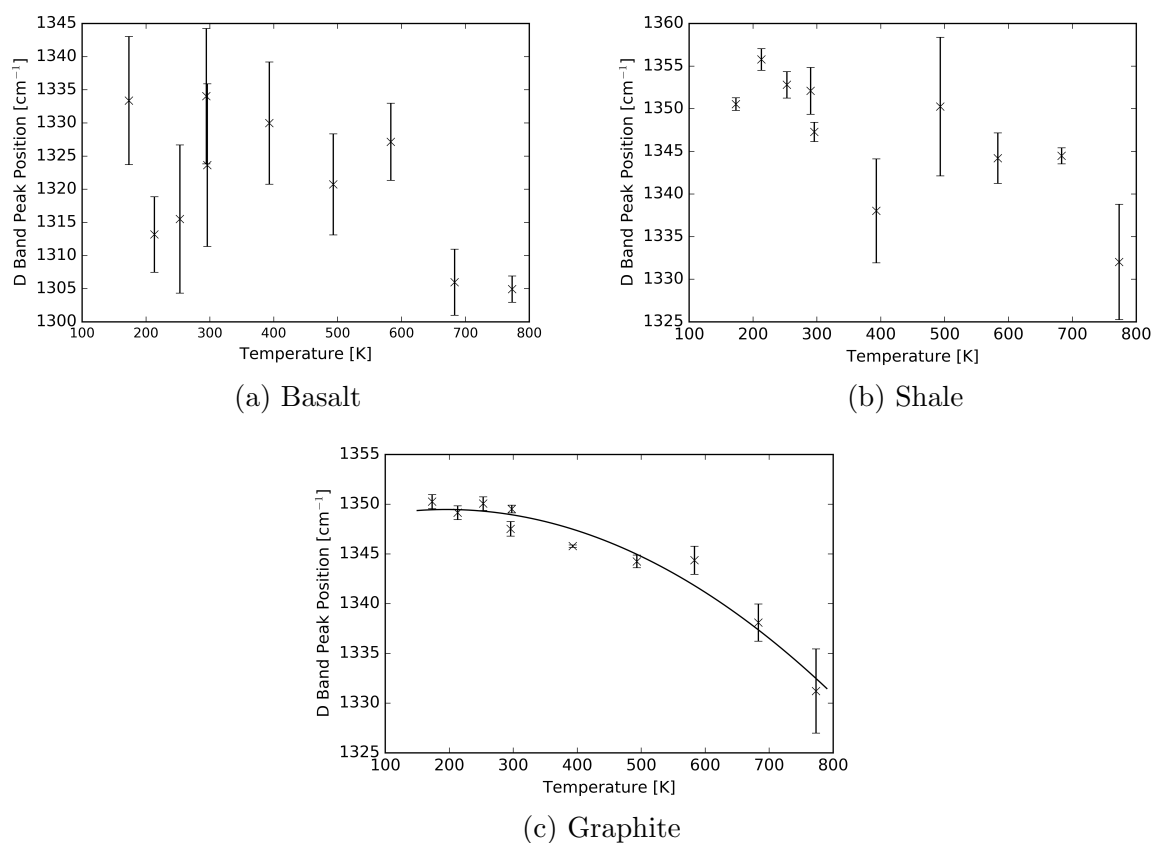 1345
1340
1335
1330
1325
1320
1315
1310
1305
1300
D Band Peak Position [cm⁻¹]
100 200 300 400 500 600 700 800
Temperature [K]
(a) Basalt
1360
1355
1350
1345
1340
1335
1330
1325
D Band Peak Position [cm⁻¹]
100 200 300 400 500 600 700 800
Temperature [K]
(b) Shale
1355
1350
1345
1340
1335
1330
1325
D Band Peak Position [cm⁻¹]
100 200 300 400 500 600 700 800
Temperature [K]
(c) Graphite